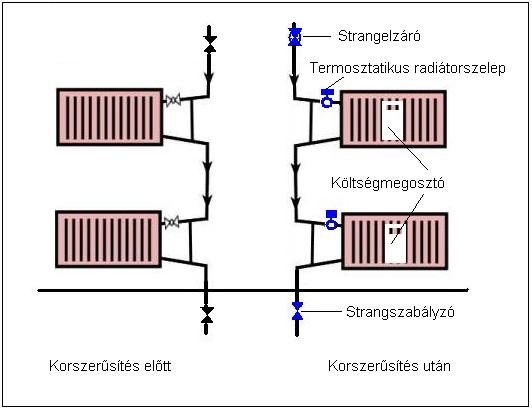 Strangelzáró
Termosztatikus radiátorszelep
Költségmegosztó
Strangszabályzó
Korszerűsítés előtt
Korszerűsítés után